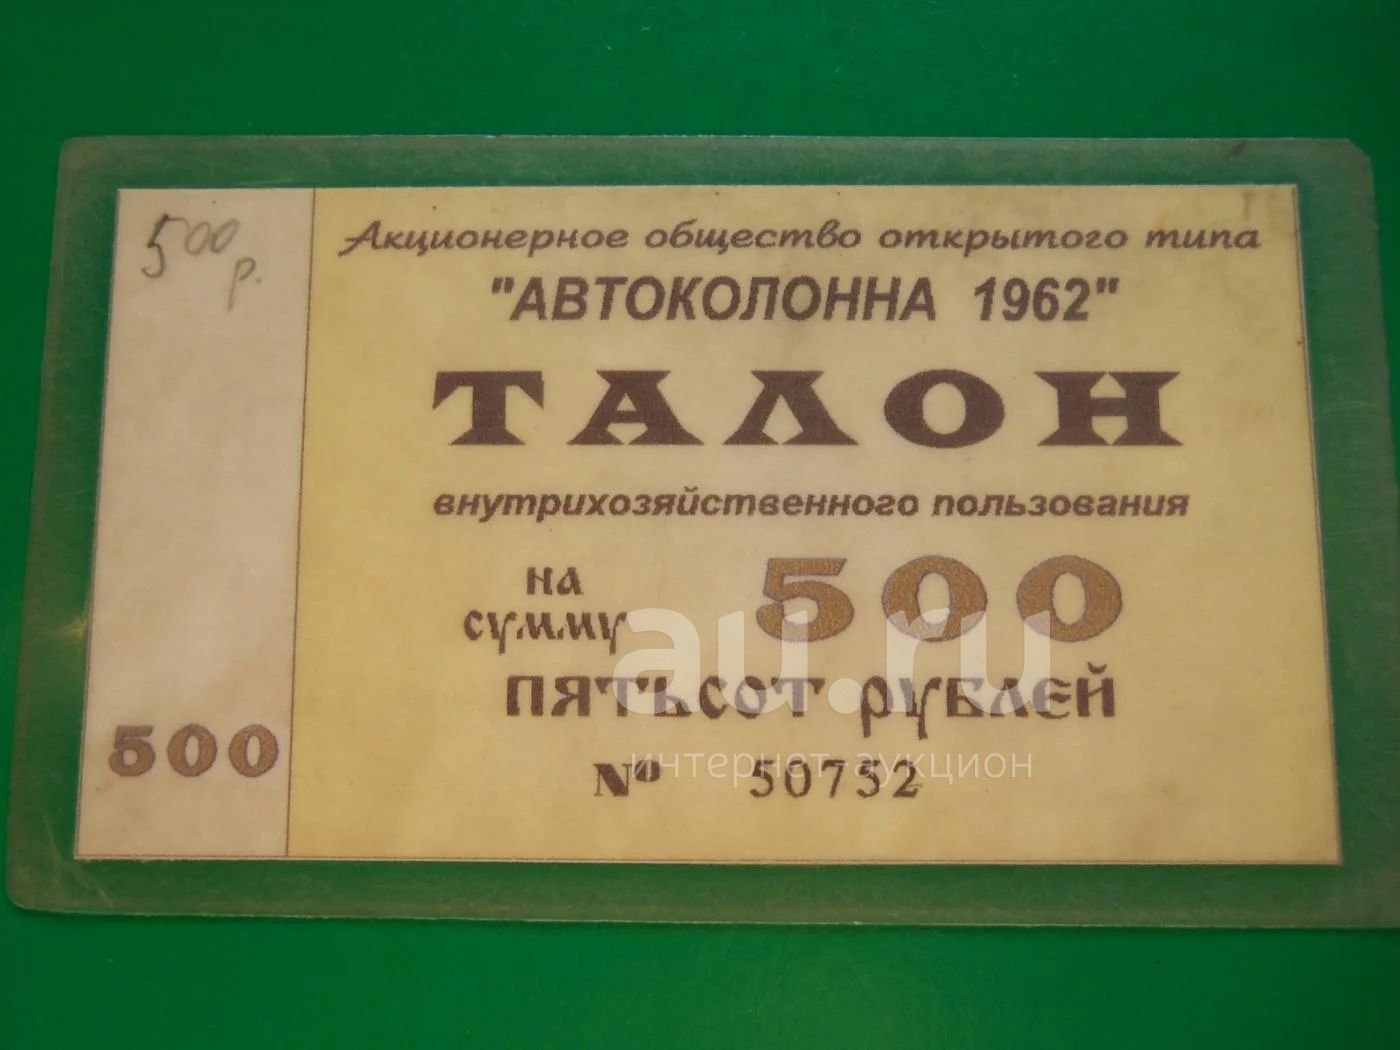 500
р.
Акционерное общество открытого типа
"АВТОКОЛОННА 1962"
ТАЛОН
внутрихозяйственного пользования
на
сумму
500
ПЯТЬСОТ РУБЛЕЙ
№ 50752
500
au.ru
интернет-аукцион